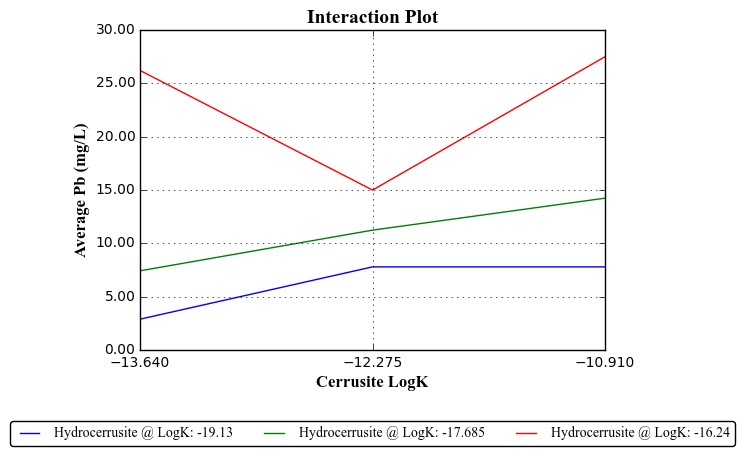 Interaction Plot
30.00
25.00
20.00
15.00
10.00
5.00
0.00
Average Pb (mg/L)
−13.640 −12.275 −10.910
Cerrusite LogK
Hydrocerrusite @ LogK: -19.13 Hydrocerrusite @ LogK: -17.685 Hydrocerrusite @ LogK: -16.24